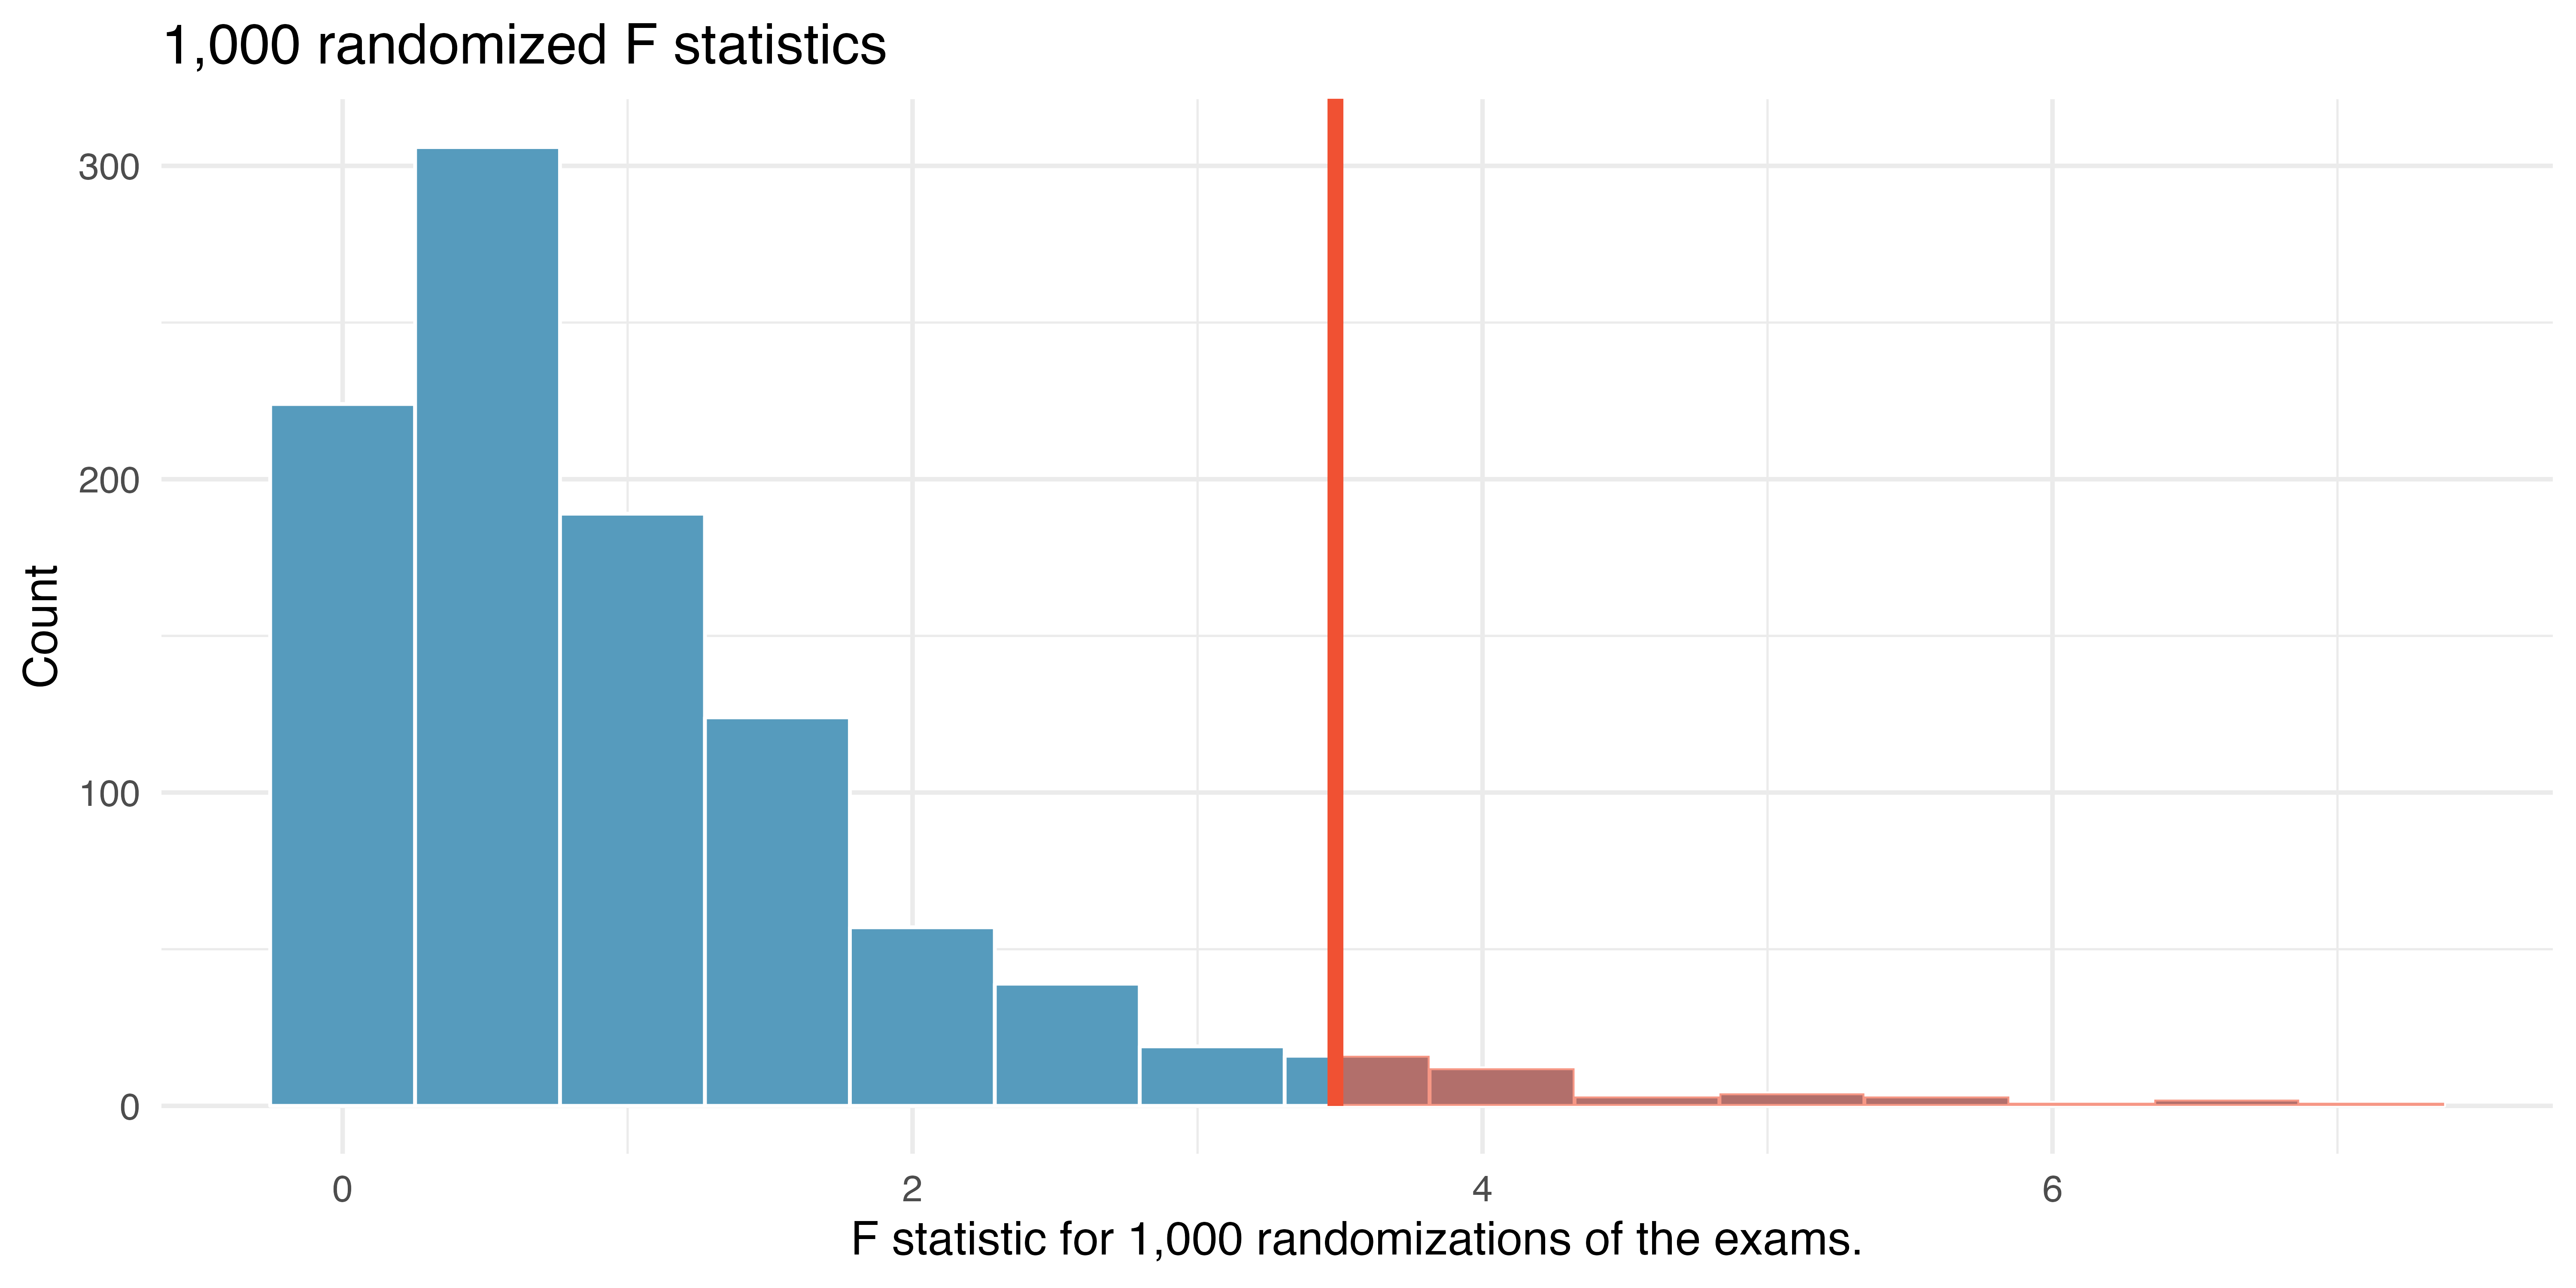 1,000 randomized F statistics
300
200
100
0
Count
0 2 4 6
F statistic for 1,000 randomizations of the exams.